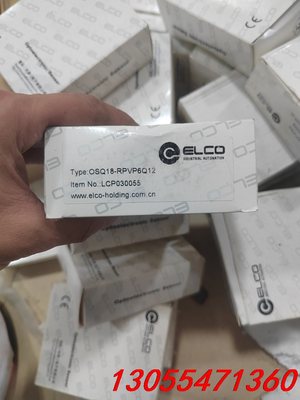 ELCO
INDUSTRIAL AUTOMATION
Type:OSQ18-RPVP6Q12
Item No.:LCP030055
www.elco-holding.com.cn
ELCO
13055471360